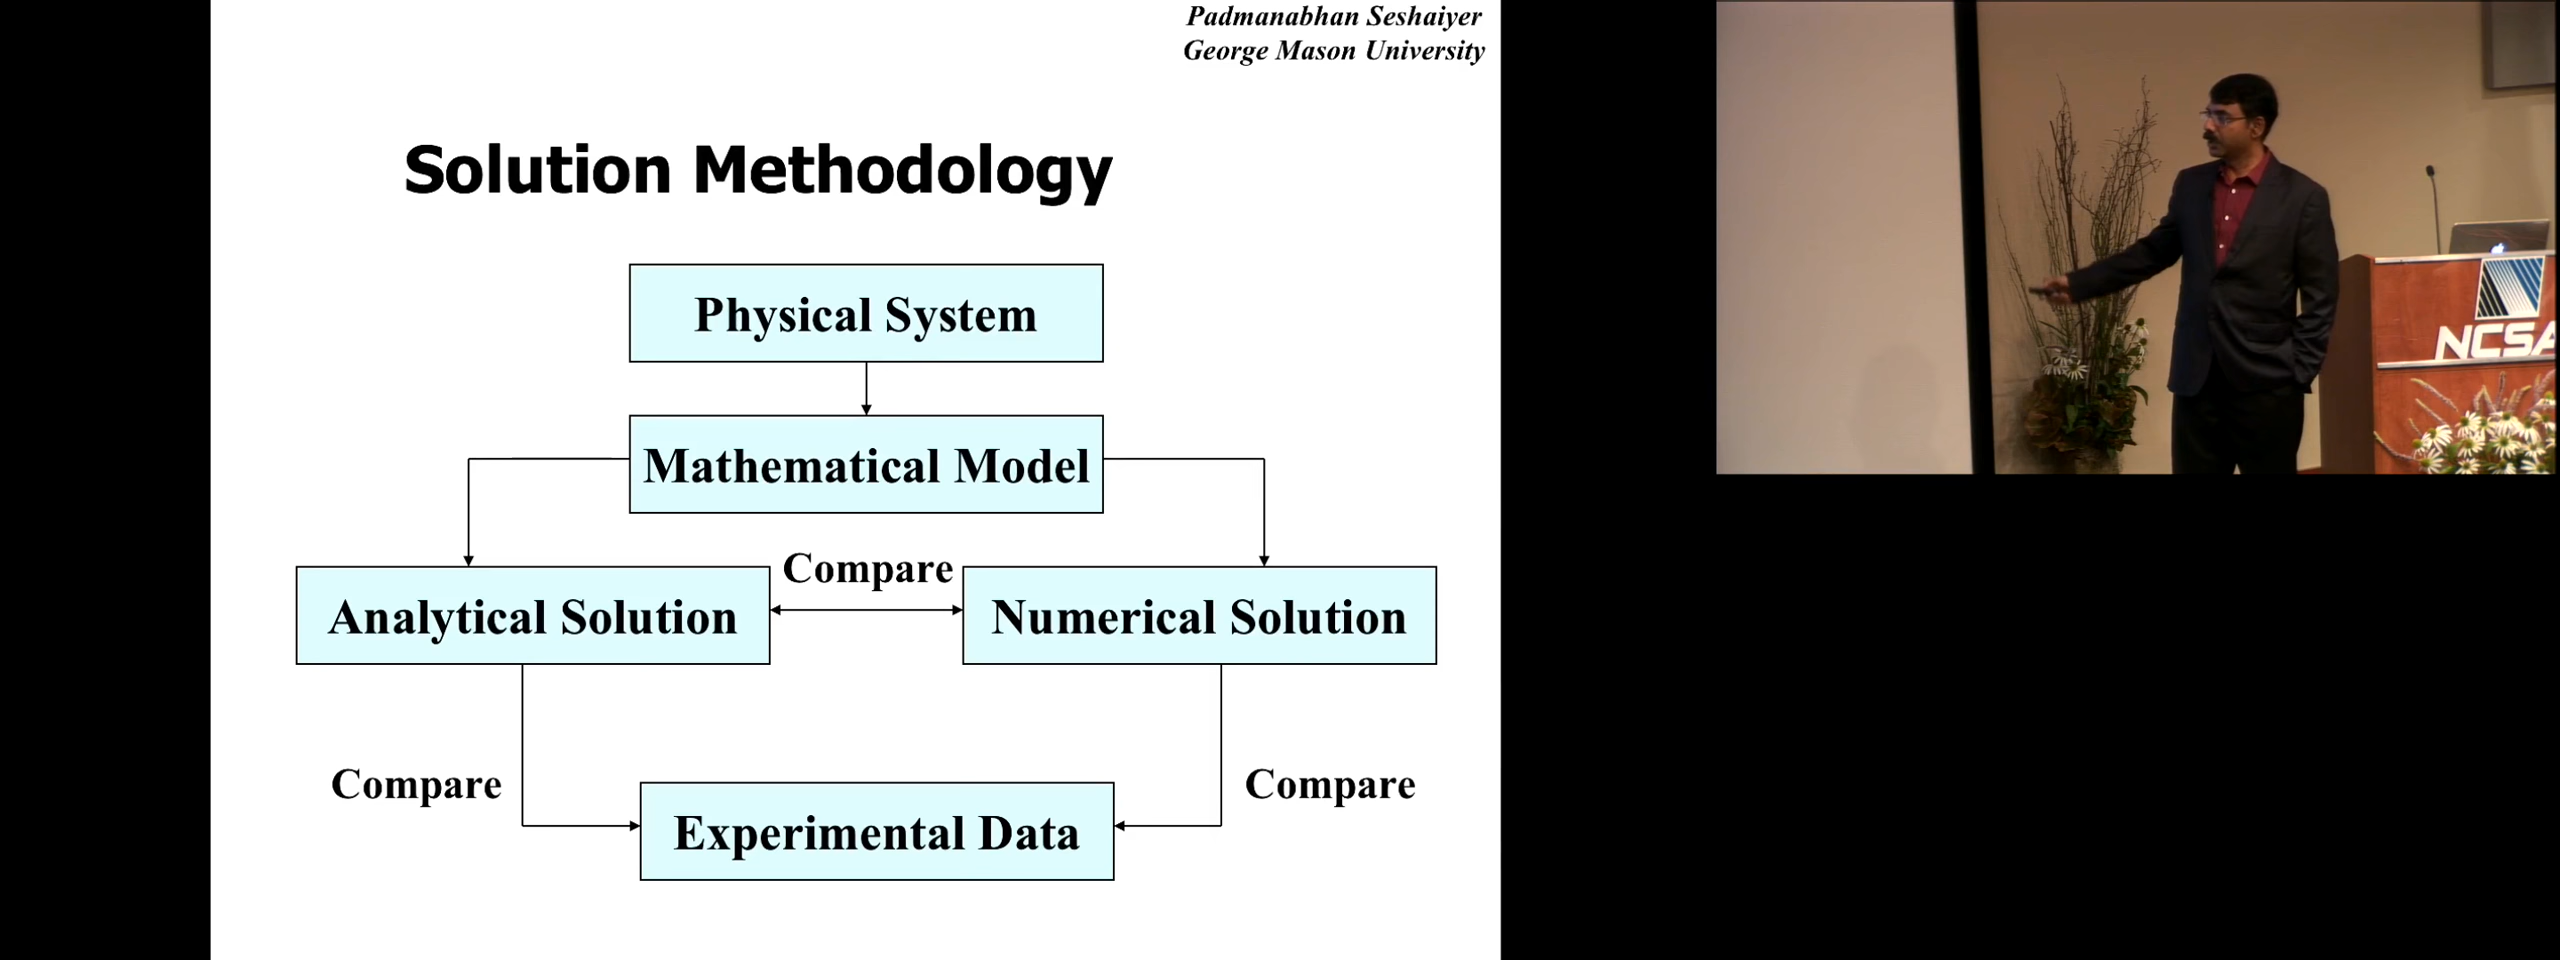 Padmanabhan Seshaiyer
George Mason University
Solution Methodology
Physical System
Mathematical Model
Compare
Analytical Solution
Numerical Solution
Compare
Compare
Experimental Data
NCSA